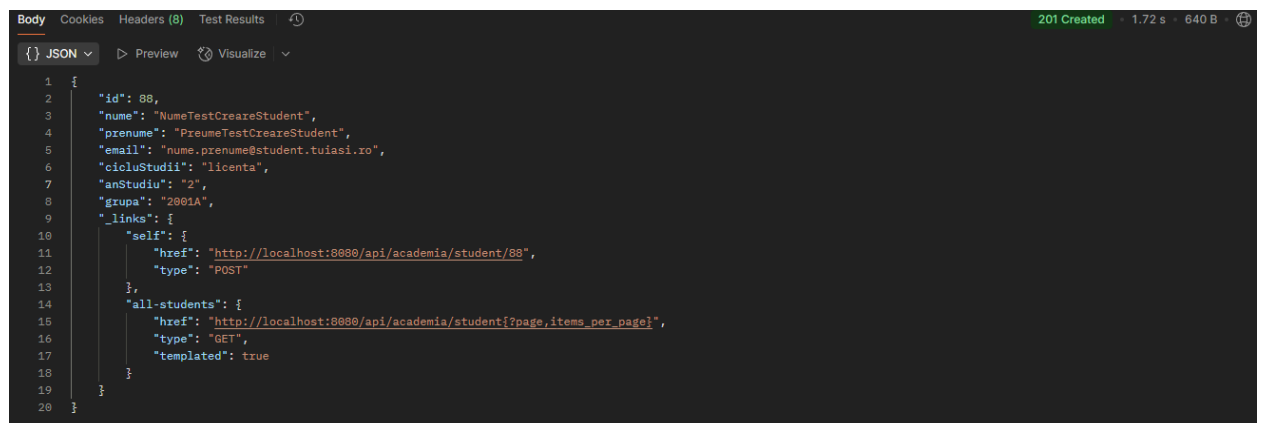 Body Cookies Headers (8) Test Results 201 Created • 1.72 s • 640 B •
{} JSON Preview Visualize
1 {
2 "id": 88,
3 "nume": "NumeTestCreareStudent",
4 "prenume": "PreumeTestCreareStudent",
5 "email": "nume.prenume@student.tuiasi.ro",
6 "cicluStudii": "licenta",
7 "anStudiu": "2",
8 "grupa": "2001A",
9 "_links": {
10 "self": {
11 "href": "http://localhost:8080/api/academia/student/88",
12 "type": "POST"
13 },
14 "all-students": {
15 "href": "http://localhost:8080/api/academia/student{?page,items_per_page}",
16 "type": "GET",
17 "templated": true
18 }
19 }
20 }